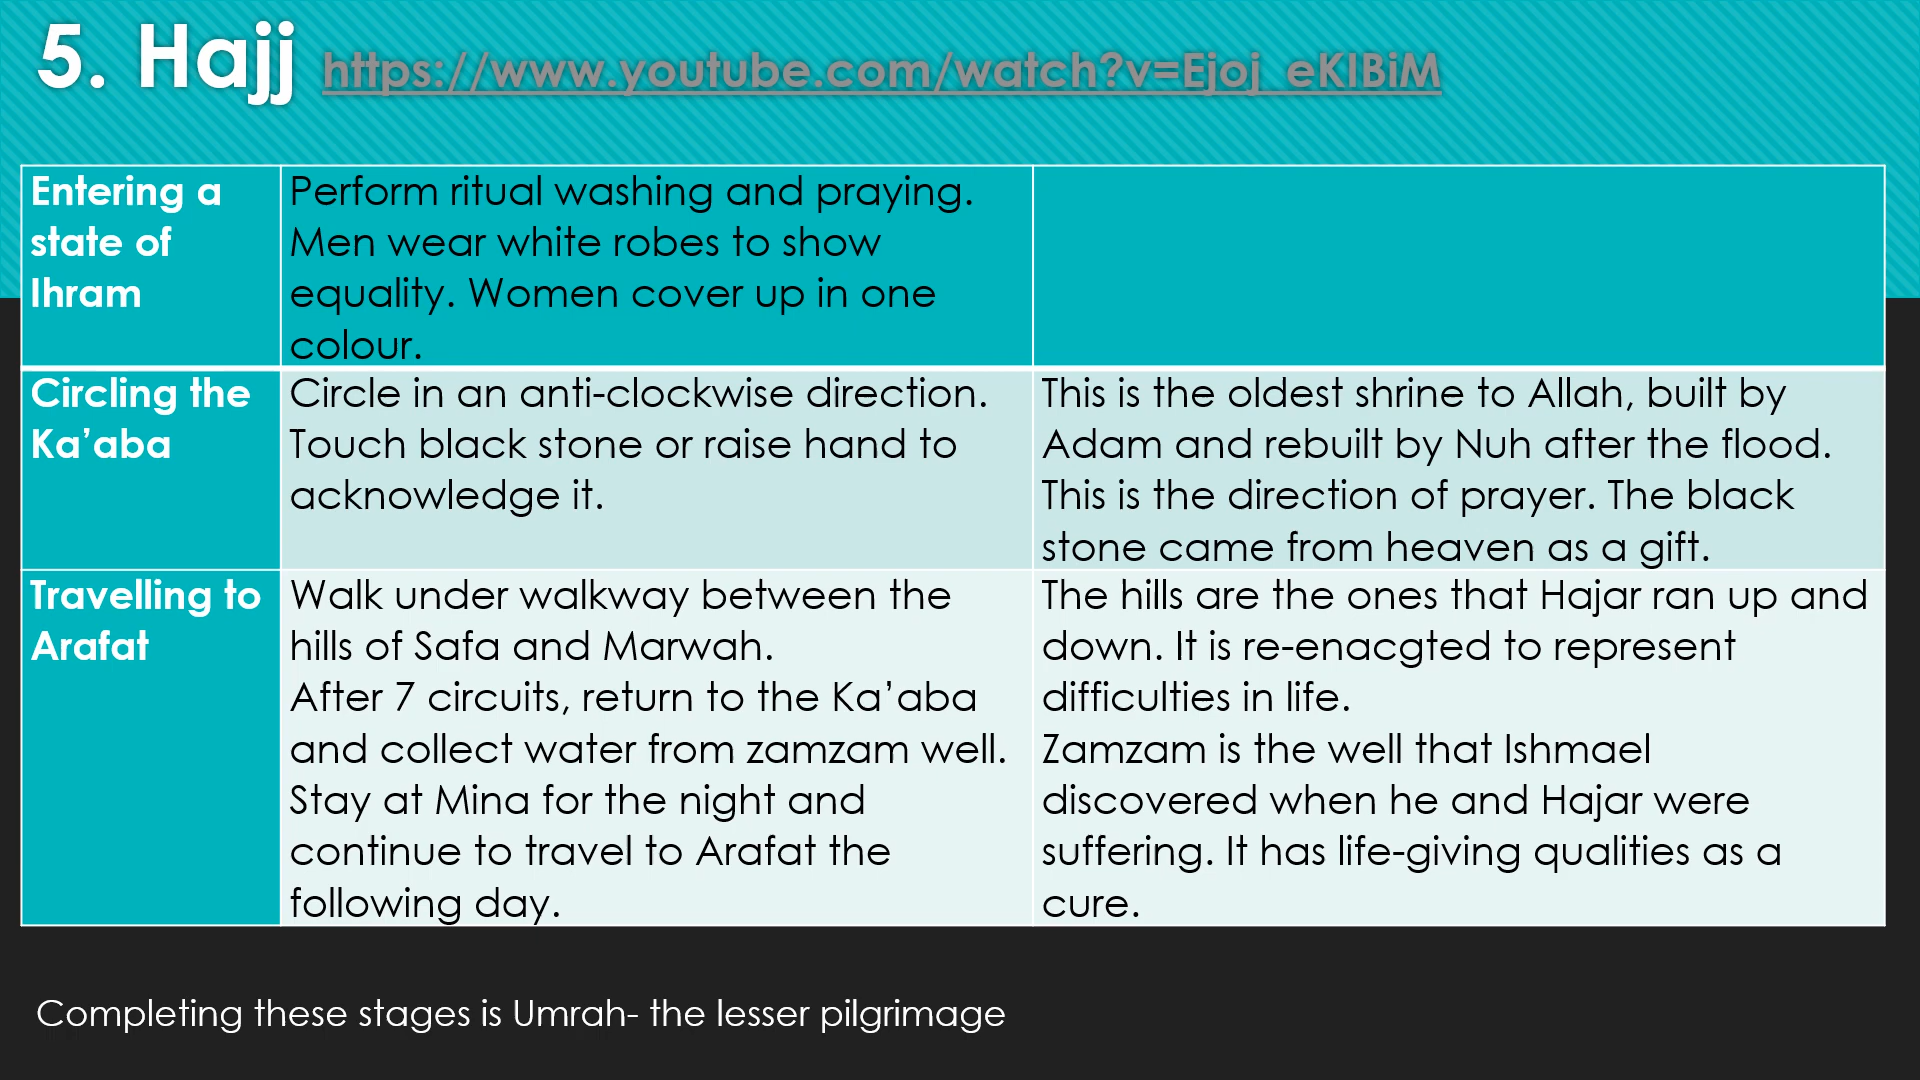 5. Hajj https://www.youtube.com/watch?v=Ejoj_eKIBiM
Entering a
state of
Ihram
Perform ritual washing and praying.
Men wear white robes to show
equality. Women cover up in one
colour.
Circling the
Ka’aba
Circle in an anti-clockwise direction.
Touch black stone or raise hand to
acknowledge it.
This is the oldest shrine to Allah, built by
Adam and rebuilt by Nuh after the flood.
This is the direction of prayer. The black
stone came from heaven as a gift.
Travelling to
Arafat
Walk under walkway between the
hills of Safa and Marwah.
After 7 circuits, return to the Ka’aba
and collect water from zamzam well.
Stay at Mina for the night and
continue to travel to Arafat the
following day.
The hills are the ones that Hajar ran up and
down. It is re-enacgted to represent
difficulties in life.
Zamzam is the well that Ishmael
discovered when he and Hajar were
suffering. It has life-giving qualities as a
cure.
Completing these stages is Umrah- the lesser pilgrimage